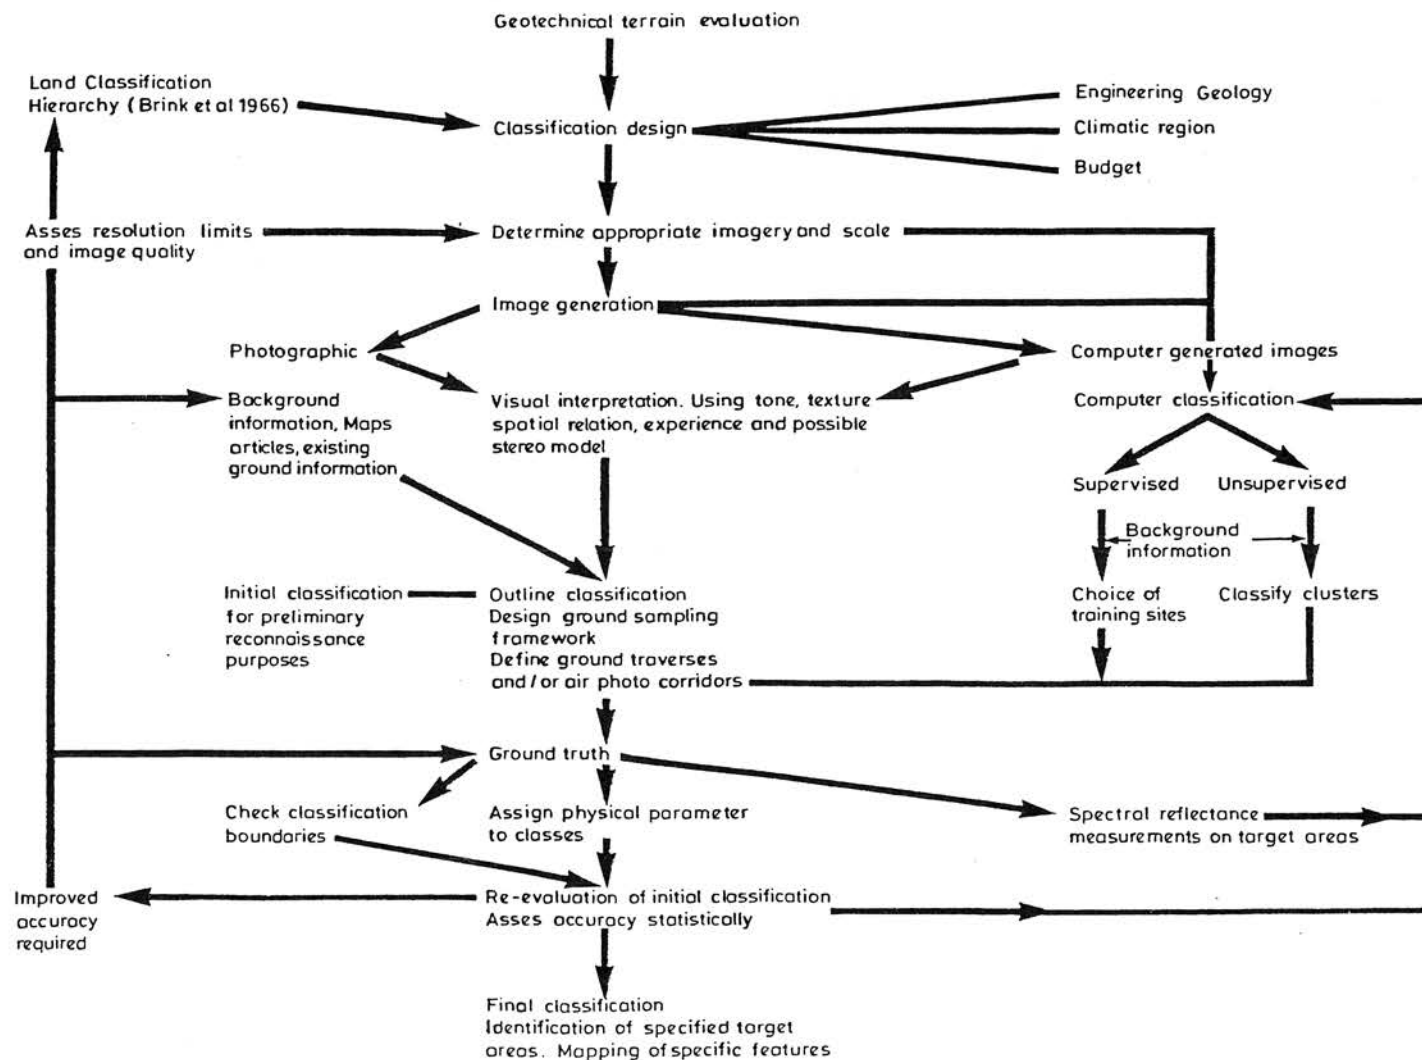 Geotechnical terrain evaluation
Land Classification
Hierarchy (Brink et al 1966)
Classification design
Engineering Geology
Climatic region
Budget
Asses resolution limits
and image quality
Determine appropriate imagery and scale
Image generation
Photographic
Computer generated images
Background
information, Maps
articles, existing
ground information
Visual interpretation. Using tone, texture
spatial relation, experience and possible
stereo model
Computer classification
Supervised
Unsupervised
Background
information
Initial classification
for preliminary
reconnaissance
purposes
Outline classification
Design ground sampling
framework
Define ground traverses
and/or air photo corridors
Choice of
training sites
Classify clusters
Ground truth
Check classification
boundaries
Assign physical parameter
to classes
Spectral reflectance
measurements on target areas
Improved
accuracy
required
Re-evaluation of initial classification
Asses accuracy statistically
Final classification
Identification of specified target
areas. Mapping of specific features